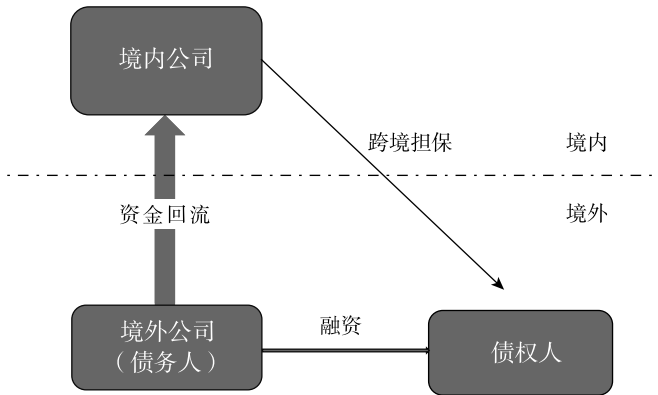 境内公司
跨境担保
境内
资金回流
境外
境外公司
（债务人）
融资
债权人